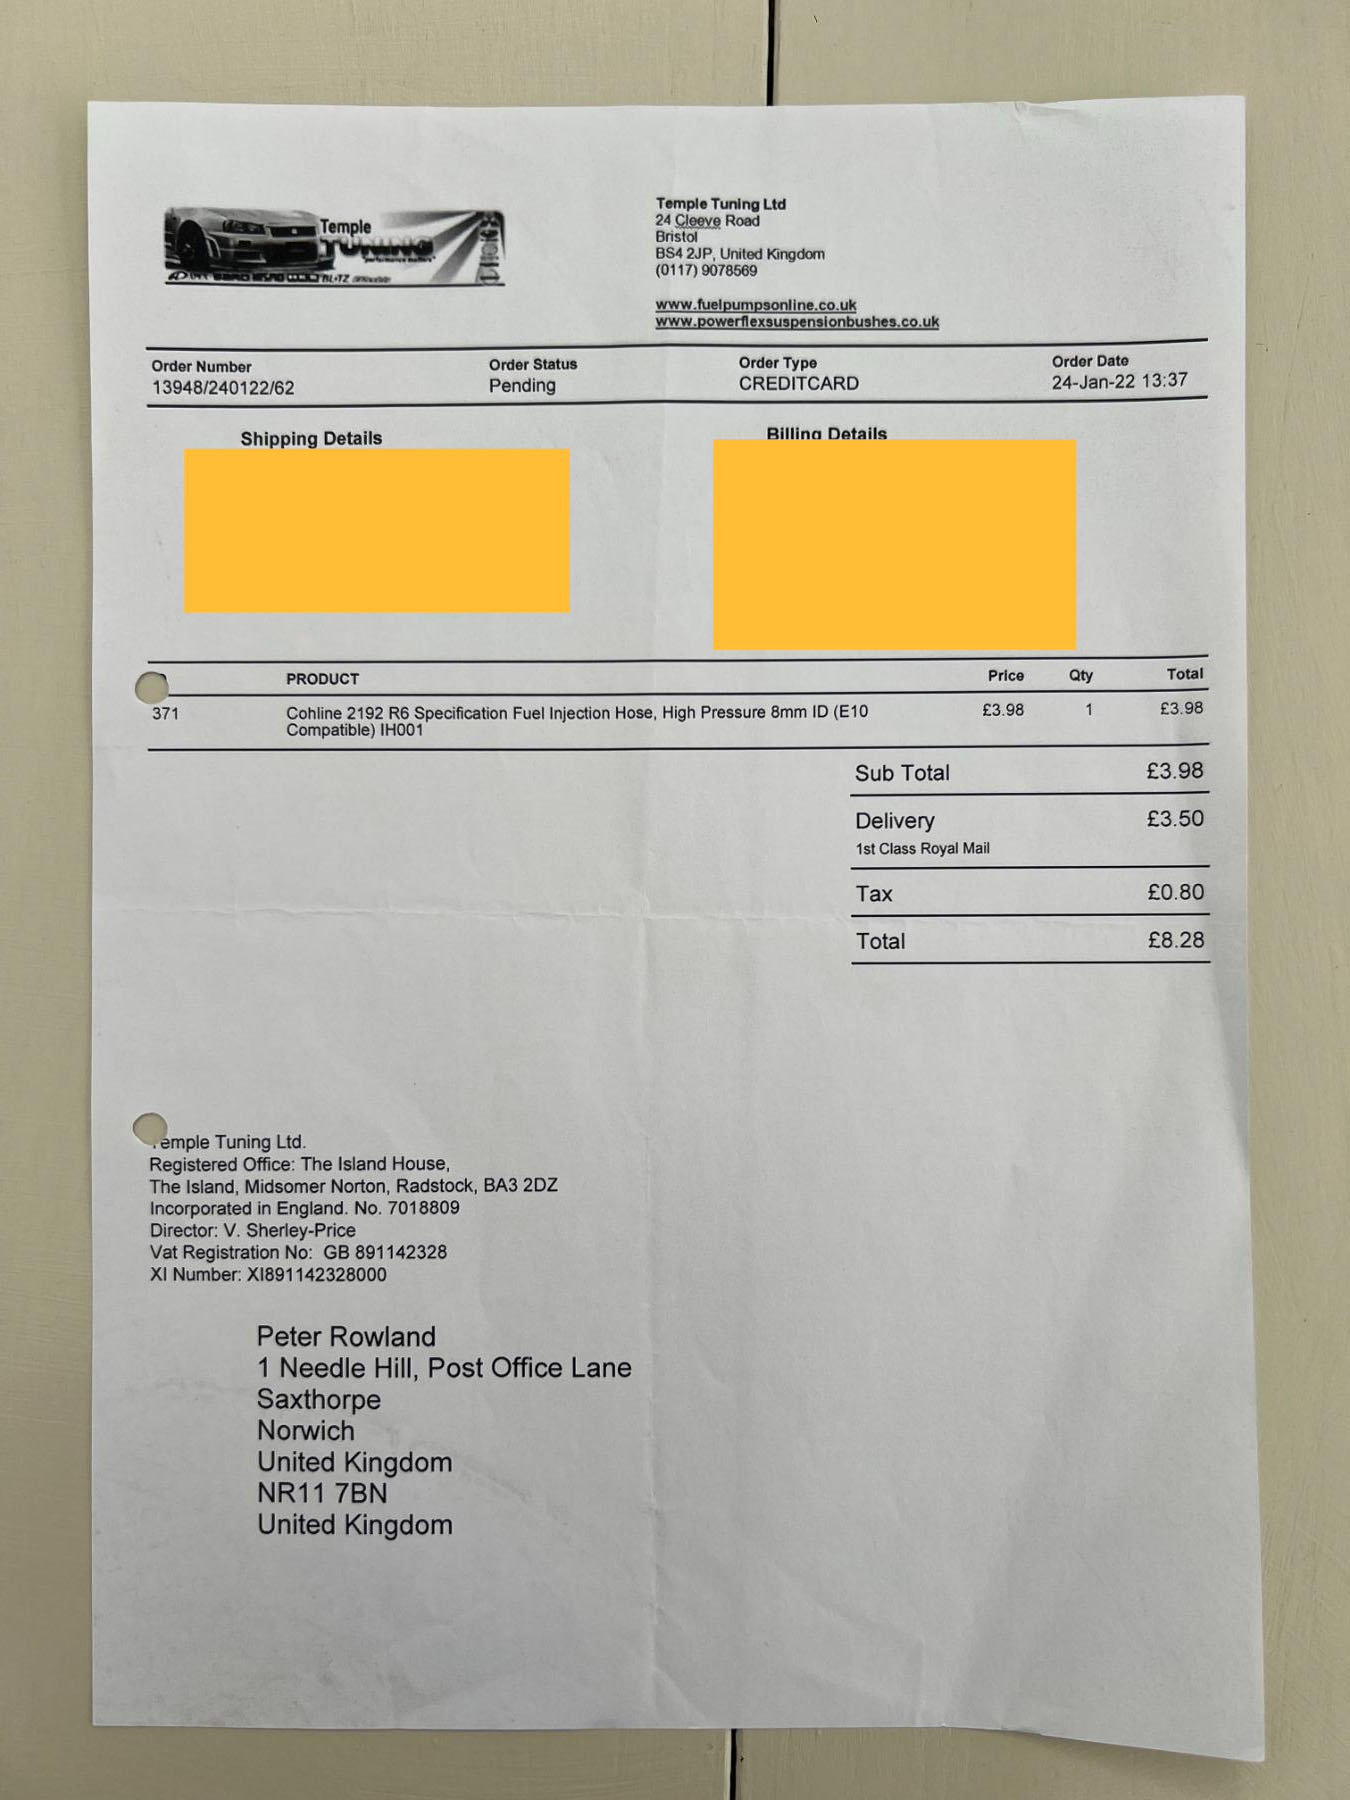 Temple
TUNING
Temple Tuning Ltd
24 Cleeve Road
Bristol
BS4 2JP, United Kingdom
(0117) 9078569
www.fuelpumpsonline.co.uk
www.powerflexsuspensionbushes.co.uk
Order Number Order Status Order Type Order Date
13948/240122/62 Pending CREDITCARD 24-Jan-22 13:37
Shipping Details Billing Details
PRODUCT Price Qty Total
371 Cohline 2192 R6 Specification Fuel Injection Hose, High Pressure 8mm ID (E10 £3.98 1 £3.98
Compatible) IH001
Sub Total £3.98
Delivery £3.50
1st Class Royal Mail
Tax £0.80
Total £8.28
emple Tuning Ltd.
Registered Office: The Island House,
The Island, Midsomer Norton, Radstock, BA3 2DZ
Incorporated in England. No. 7018809
Director: V. Sherley-Price
Vat Registration No: GB 891142328
XI Number: XI891142328000
Peter Rowland
1 Needle Hill, Post Office Lane
Saxthorpe
Norwich
United Kingdom
NR11 7BN
United Kingdom